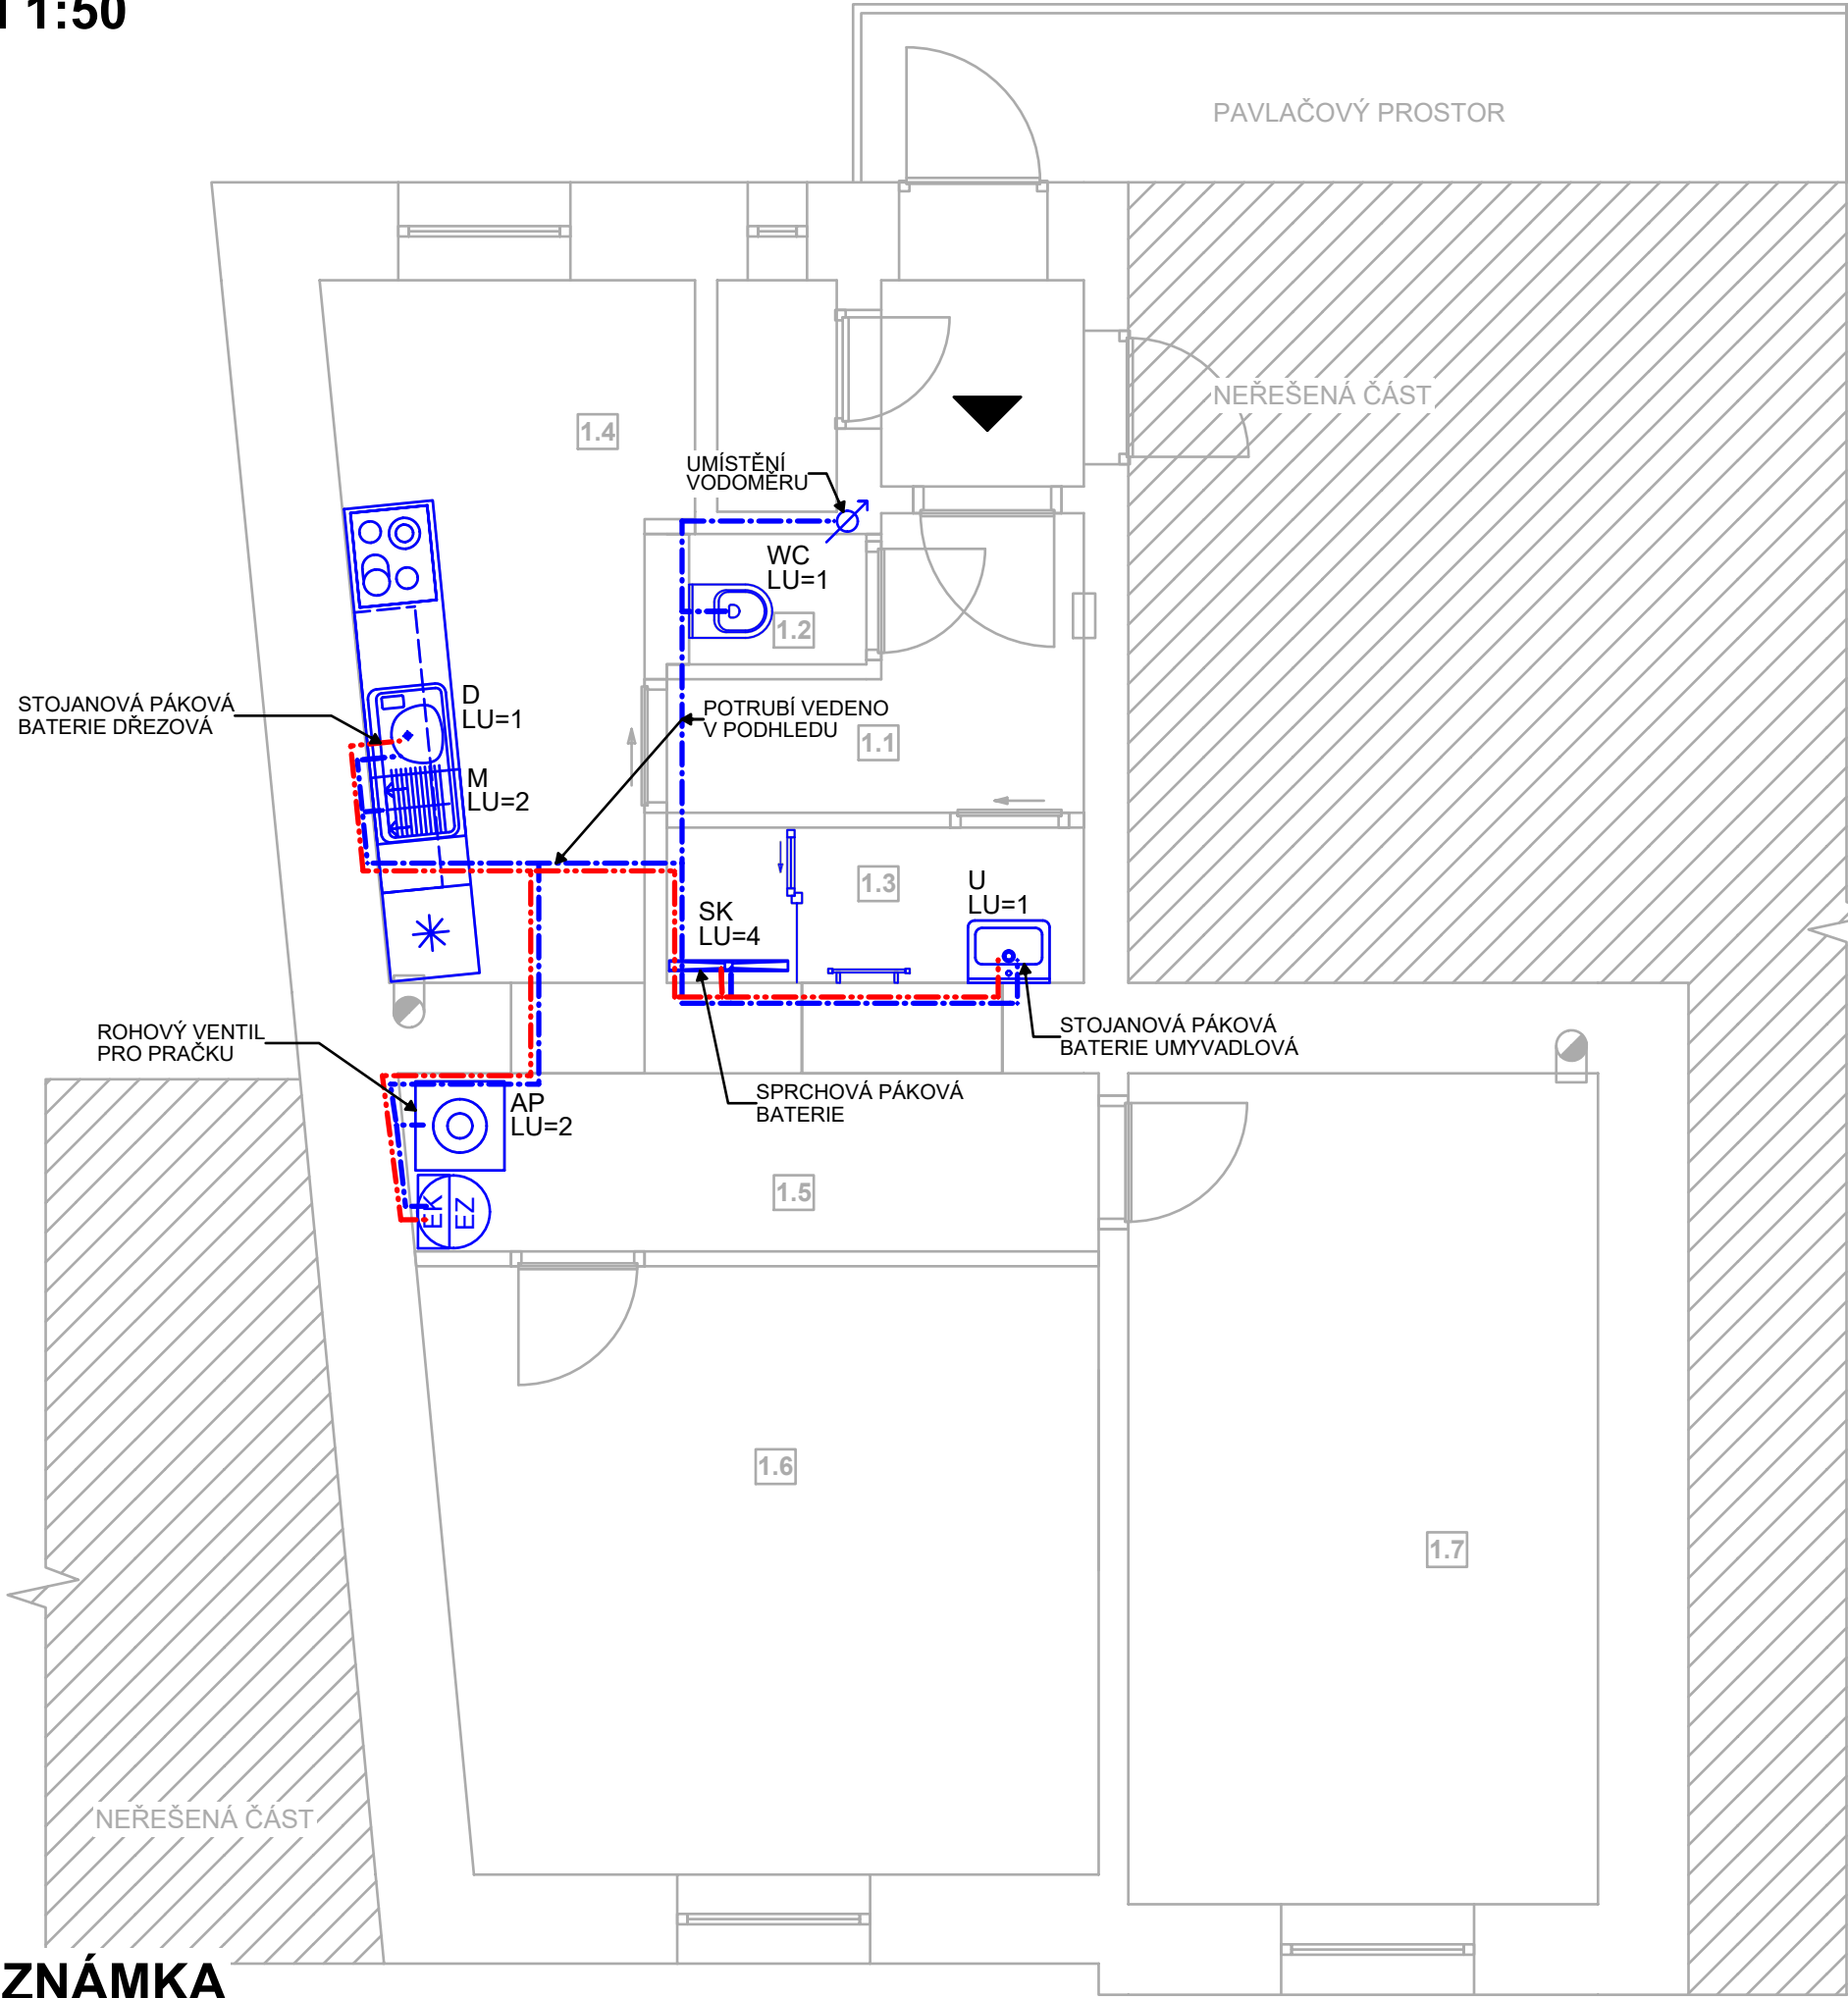 1:50
PAVLAČOVÝ PROSTOR
NEŘEŠENÁ ČÁST
1.4
UMÍSTĚNÍ
VODOMĚRU
WC
LU=1
1.2
STOJANOVÁ PÁKOVÁ
BATERIE DŘEZOVÁ
D
LU=1
POTRUBÍ VEDENO
V PODHLEDU
1.1
M
LU=2
1.3
U
LU=1
SK
LU=4
ROHOVÝ VENTIL
PRO PRAČKU
STOJANOVÁ PÁKOVÁ
BATERIE UMYVADLOVÁ
SPRCHOVÁ PÁKOVÁ
BATERIE
AP
LU=2
1.5
EK
EZ
1.6
1.7
NEŘEŠENÁ ČÁST
ZNÁMKA